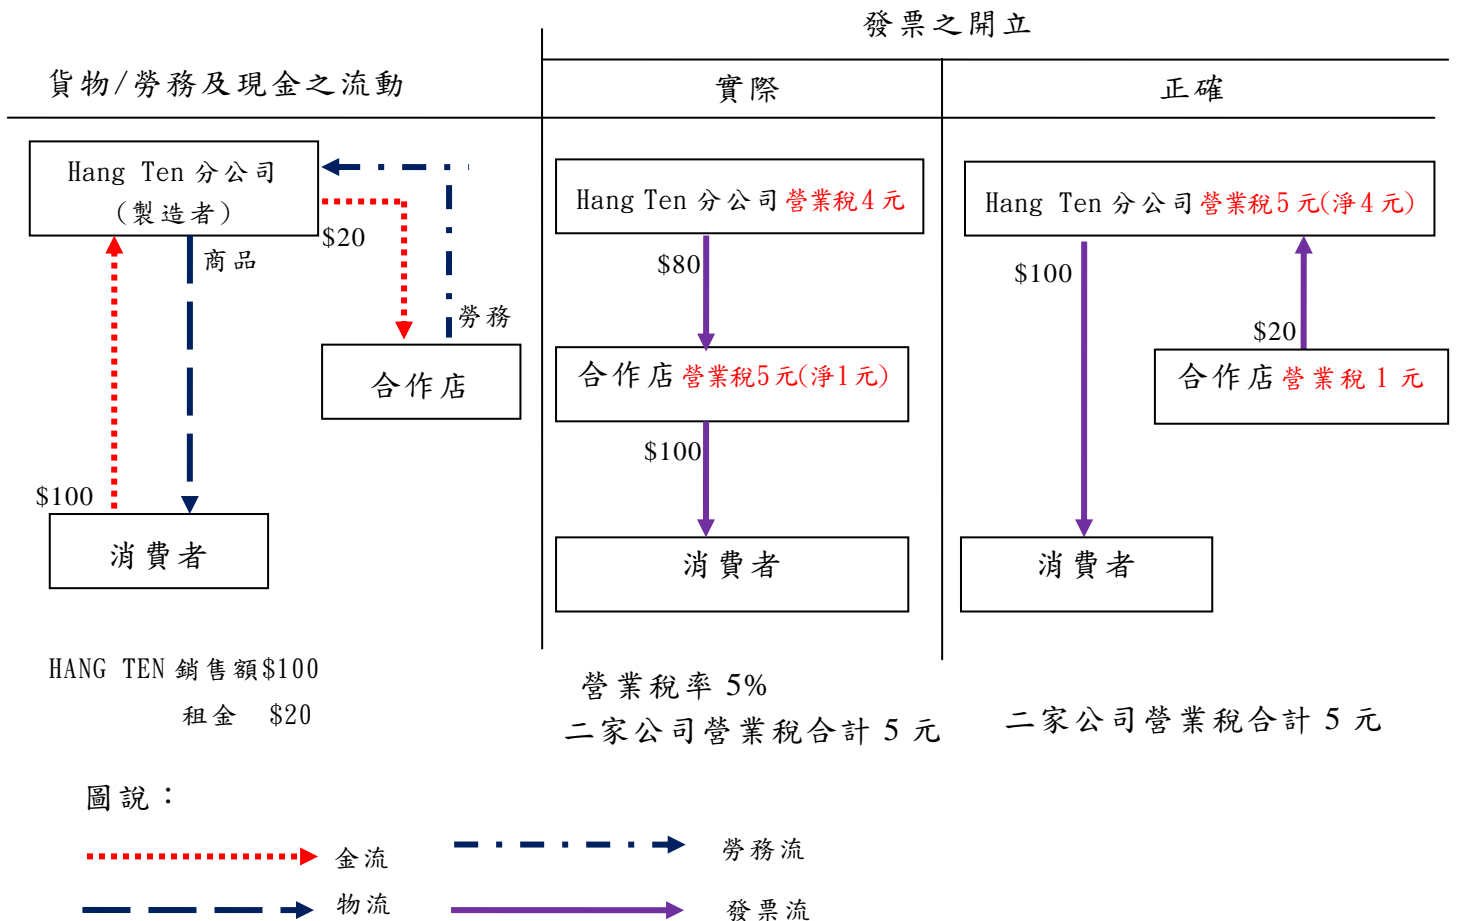 發票之開立
貨物/勞務及現金之流動
實際
正確
Hang Ten 分公司
(製造者)
$20
商品
勞務
合作店
$100
消費者
HANG TEN 銷售額$100
租金 $20
Hang Ten 分公司營業稅4元
$80
合作店營業稅5元(淨1元)
$100
消費者
營業稅率 5%
二家公司營業稅合計 5 元
Hang Ten 分公司營業稅5元(淨4元)
$100
$20
合作店營業稅 1 元
消費者
二家公司營業稅合計 5 元
圖說：
金流
勞務流
物流
發票流